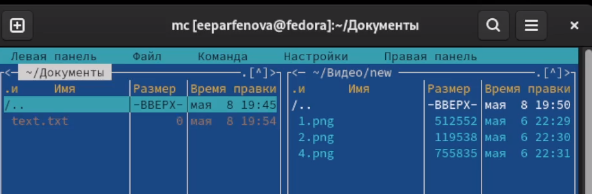 mc [eeparfenova@fedora]:~/Документы
Левая панель Файл Команда Настройки Правая панель
<— ~/Документы .[^]> <— ~/Видео/new .[^]>
.и Имя Размер Время правки .и Имя Размер Время правки
/.. -ВВЕРХ- мая 8 19:45 /.. -ВВЕРХ- мая 8 19:50
text.txt 0 мая 8 19:54 1.png 512552 мая 6 22:29
2.png 119538 мая 6 22:30
4.png 755835 мая 6 22:31